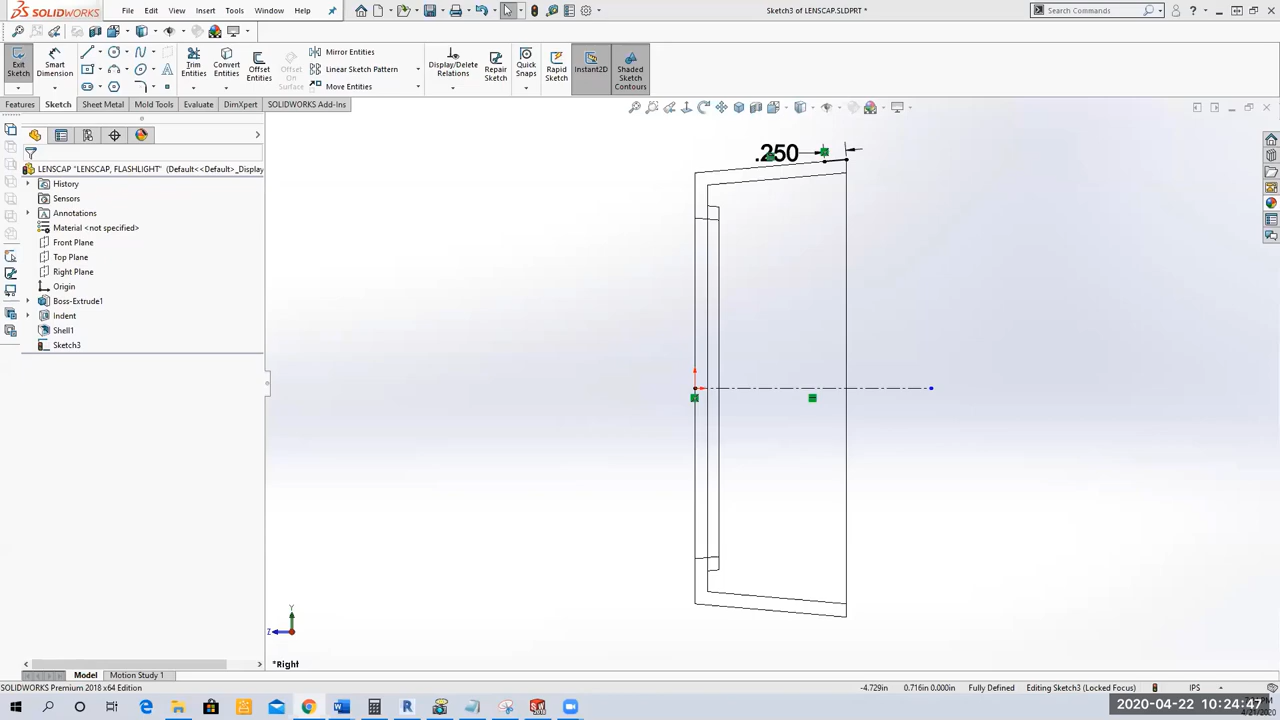 SOLIDWORKS
File
Edit
View
Insert
Tools
Window
Help
Sketch3 of LENSCAP.SLDPRT *
Search Commands
Exit Sketch
Smart Dimension
Trim Entities
Convert Entities
Offset Entities
Offset On Surface
Mirror Entities
Linear Sketch Pattern
Move Entities
Display/Delete Relations
Repair Sketch
Quick Snaps
Rapid Sketch
Instant2D
Shaded Sketch Contours
Features
Sketch
Sheet Metal
Mold Tools
Evaluate
DimXpert
SOLIDWORKS Add-Ins
LENSCAP "LENSCAP, FLASHLIGHT" (Default<<Default>_Display
History
Sensors
Annotations
Material <not specified>
Front Plane
Top Plane
Right Plane
Origin
Boss-Extrude1
Indent
Shell1
Sketch3
.250
Y
Z
*Right
Model
Motion Study 1
SOLIDWORKS Premium 2018 x64 Edition
-4.729in
0.716in 0.000in
Fully Defined
Editing Sketch3 (Locked Focus)
IPS
2020-04-22 10:24:47